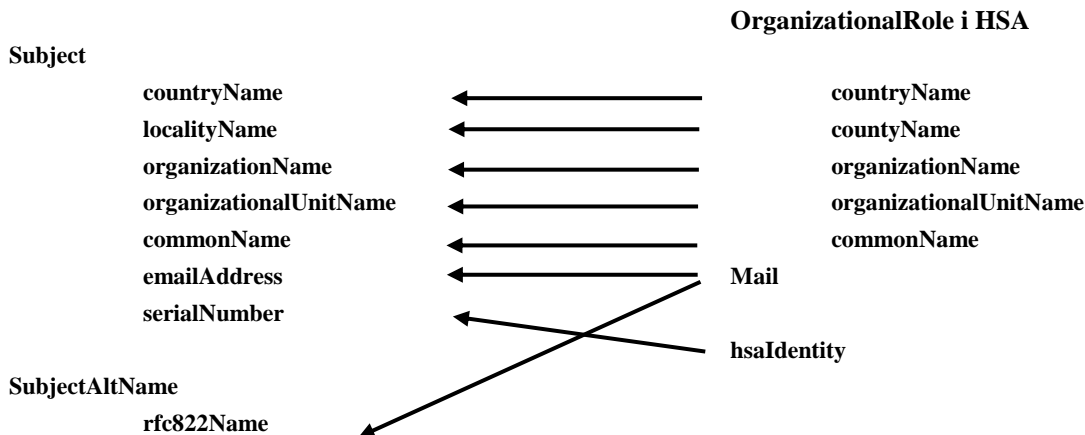 OrganizationalRole i HSA
Subject
countryName countryName
localityName countyName
organizationName organizationName
organizationalUnitName organizationalUnitName
commonName commonName
emailAddress Mail
serialNumber
hsaIdentity
SubjectAltName
rfc822Name